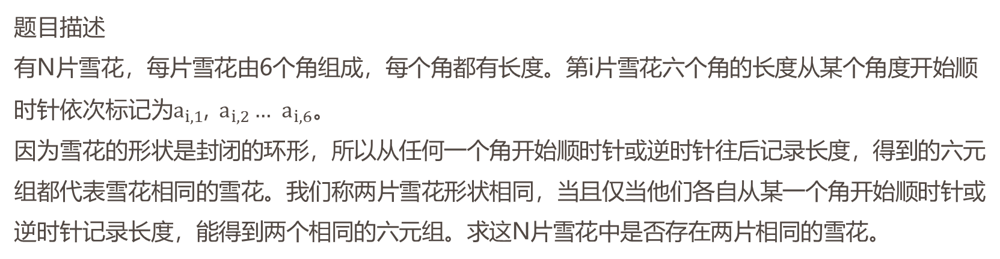 题目描述
有N片雪花，每片雪花由6个角组成，每个角都有长度。第i片雪花六个角的长度从某个角度开始顺
时针依次标记为a_{i,1}, a_{i,2} … a_{i,6}。
因为雪花的形状是封闭的环形，所以从任何一个角开始顺时针或逆时针往后记录长度，得到的六元
组都代表雪花相同的雪花。我们称两片雪花形状相同，当且仅当他们各自从某一个角开始顺时针或
逆时针记录长度，能得到两个相同的六元组。求这N片雪花中是否存在两片相同的雪花。